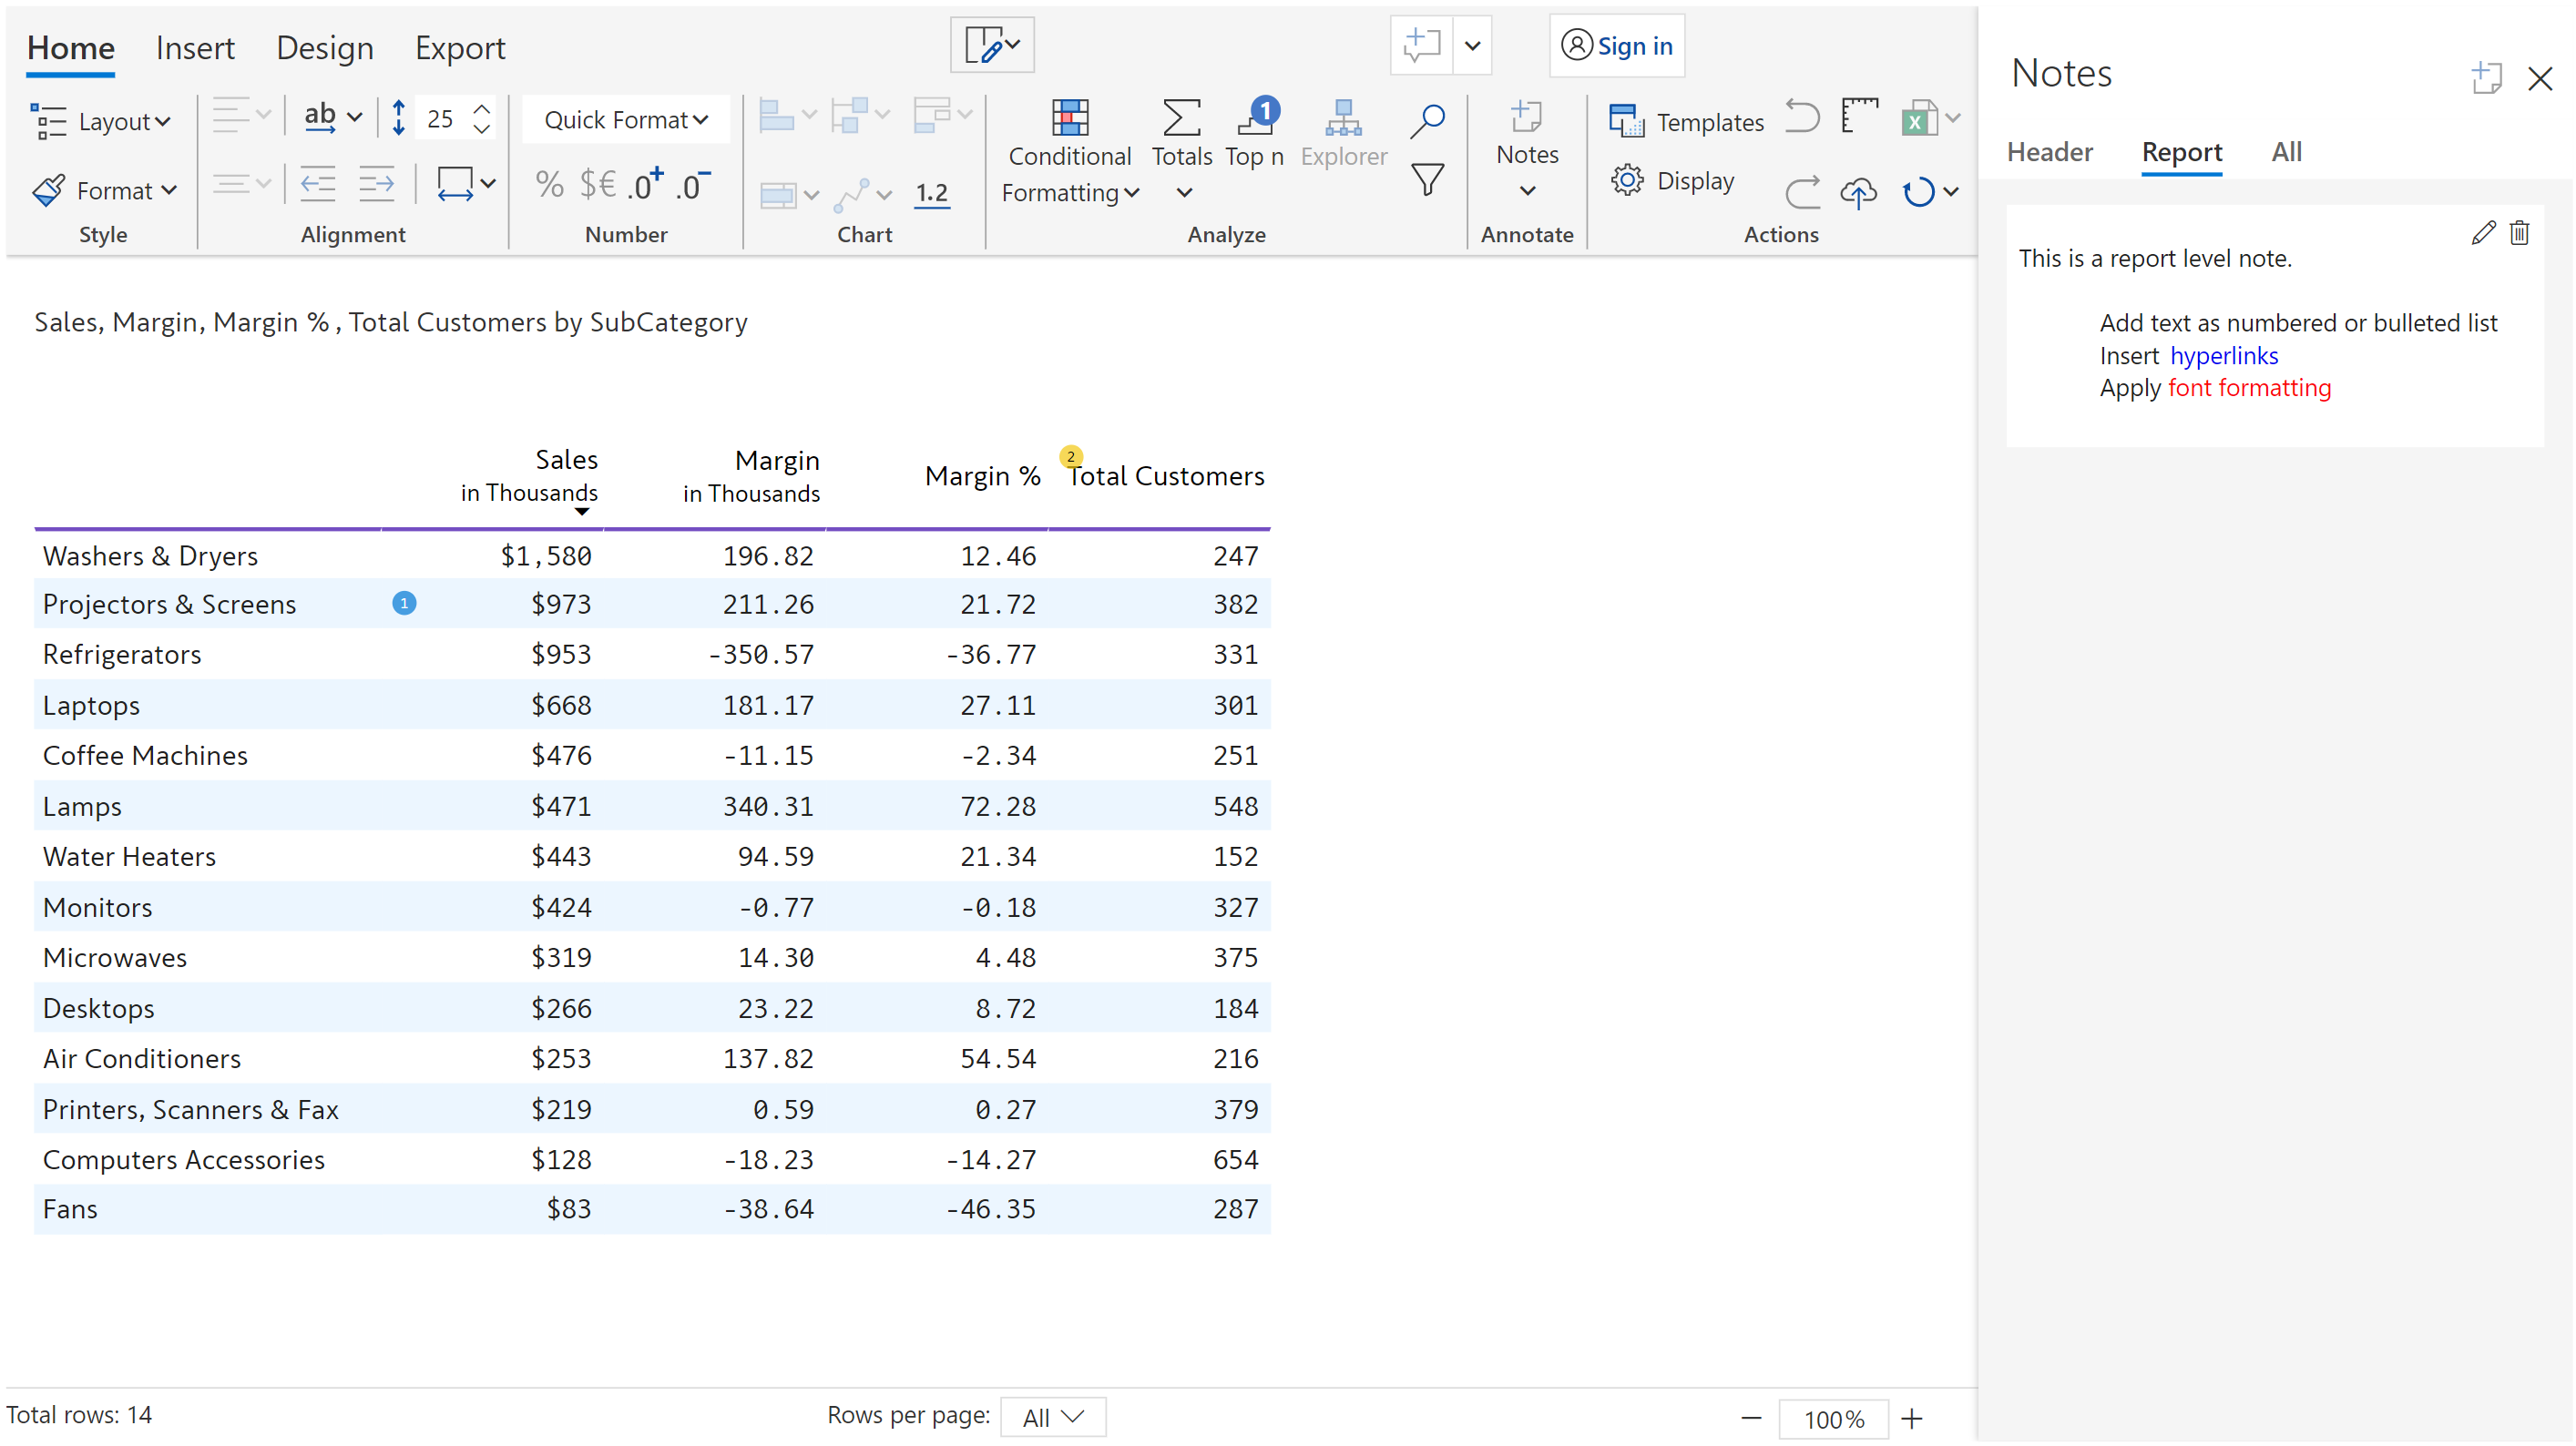 Home Insert Design Export
Sign in
Layout ab 25 Quick Format
Format % $€ .0+ .0-
1.2
Conditional Formatting Totals Top n 1 Explorer
Notes
Templates
Display
Style Alignment Number Chart Analyze Annotate Actions
Sales, Margin, Margin % , Total Customers by SubCategory
Sales in Thousands Margin in Thousands Margin % 2 Total Customers
Washers & Dryers $1,580 196.82 12.46 247
Projectors & Screens 1 $973 211.26 21.72 382
Refrigerators $953 -350.57 -36.77 331
Laptops $668 181.17 27.11 301
Coffee Machines $476 -11.15 -2.34 251
Lamps $471 340.31 72.28 548
Water Heaters $443 94.59 21.34 152
Monitors $424 -0.77 -0.18 327
Microwaves $319 14.30 4.48 375
Desktops $266 23.22 8.72 184
Air Conditioners $253 137.82 54.54 216
Printers, Scanners & Fax $219 0.59 0.27 379
Computers Accessories $128 -18.23 -14.27 654
Fans $83 -38.64 -46.35 287
Total rows: 14 Rows per page: All 100%
Notes
Header Report All
This is a report level note.
Add text as numbered or bulleted list
Insert hyperlinks
Apply font formatting